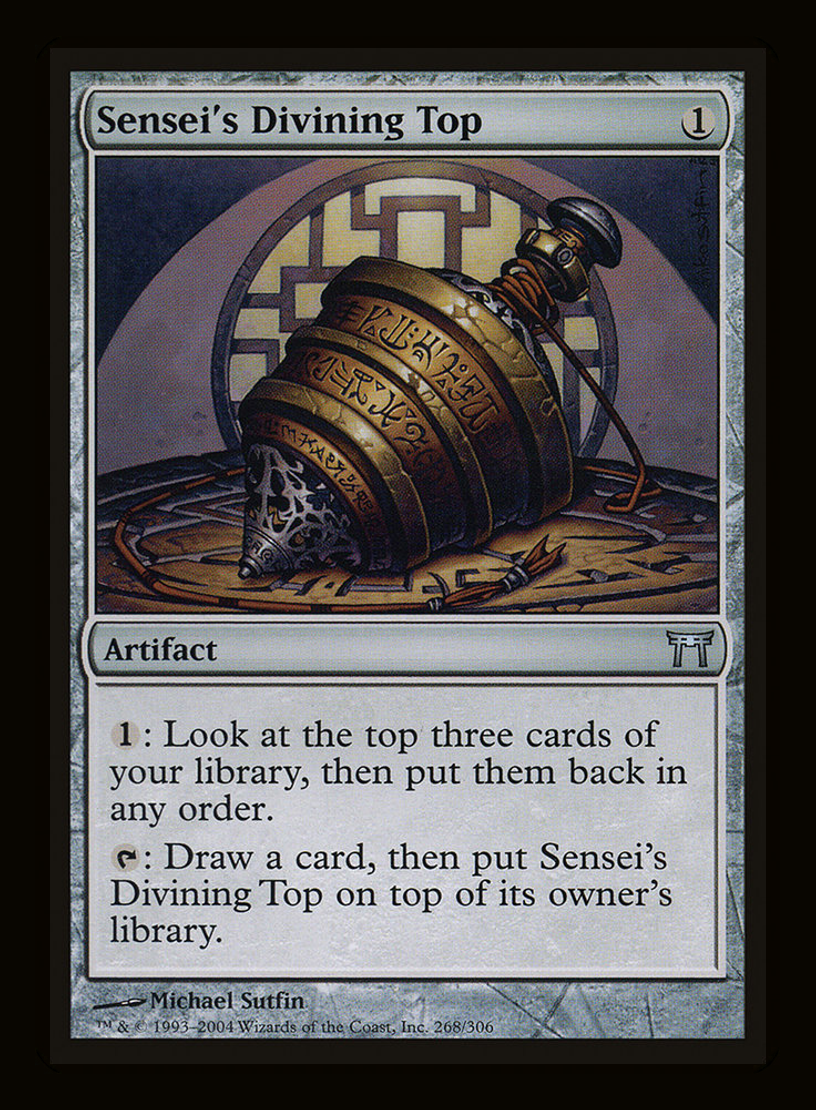 Sensei's Divining Top 1
Artifact
1: Look at the top three cards of
your library, then put them back in
any order.
: Draw a card, then put Sensei's
Divining Top on top of its owner's
library.
Michael Sutfin
™ & © 1993–2004 Wizards of the Coast, Inc. 268/306